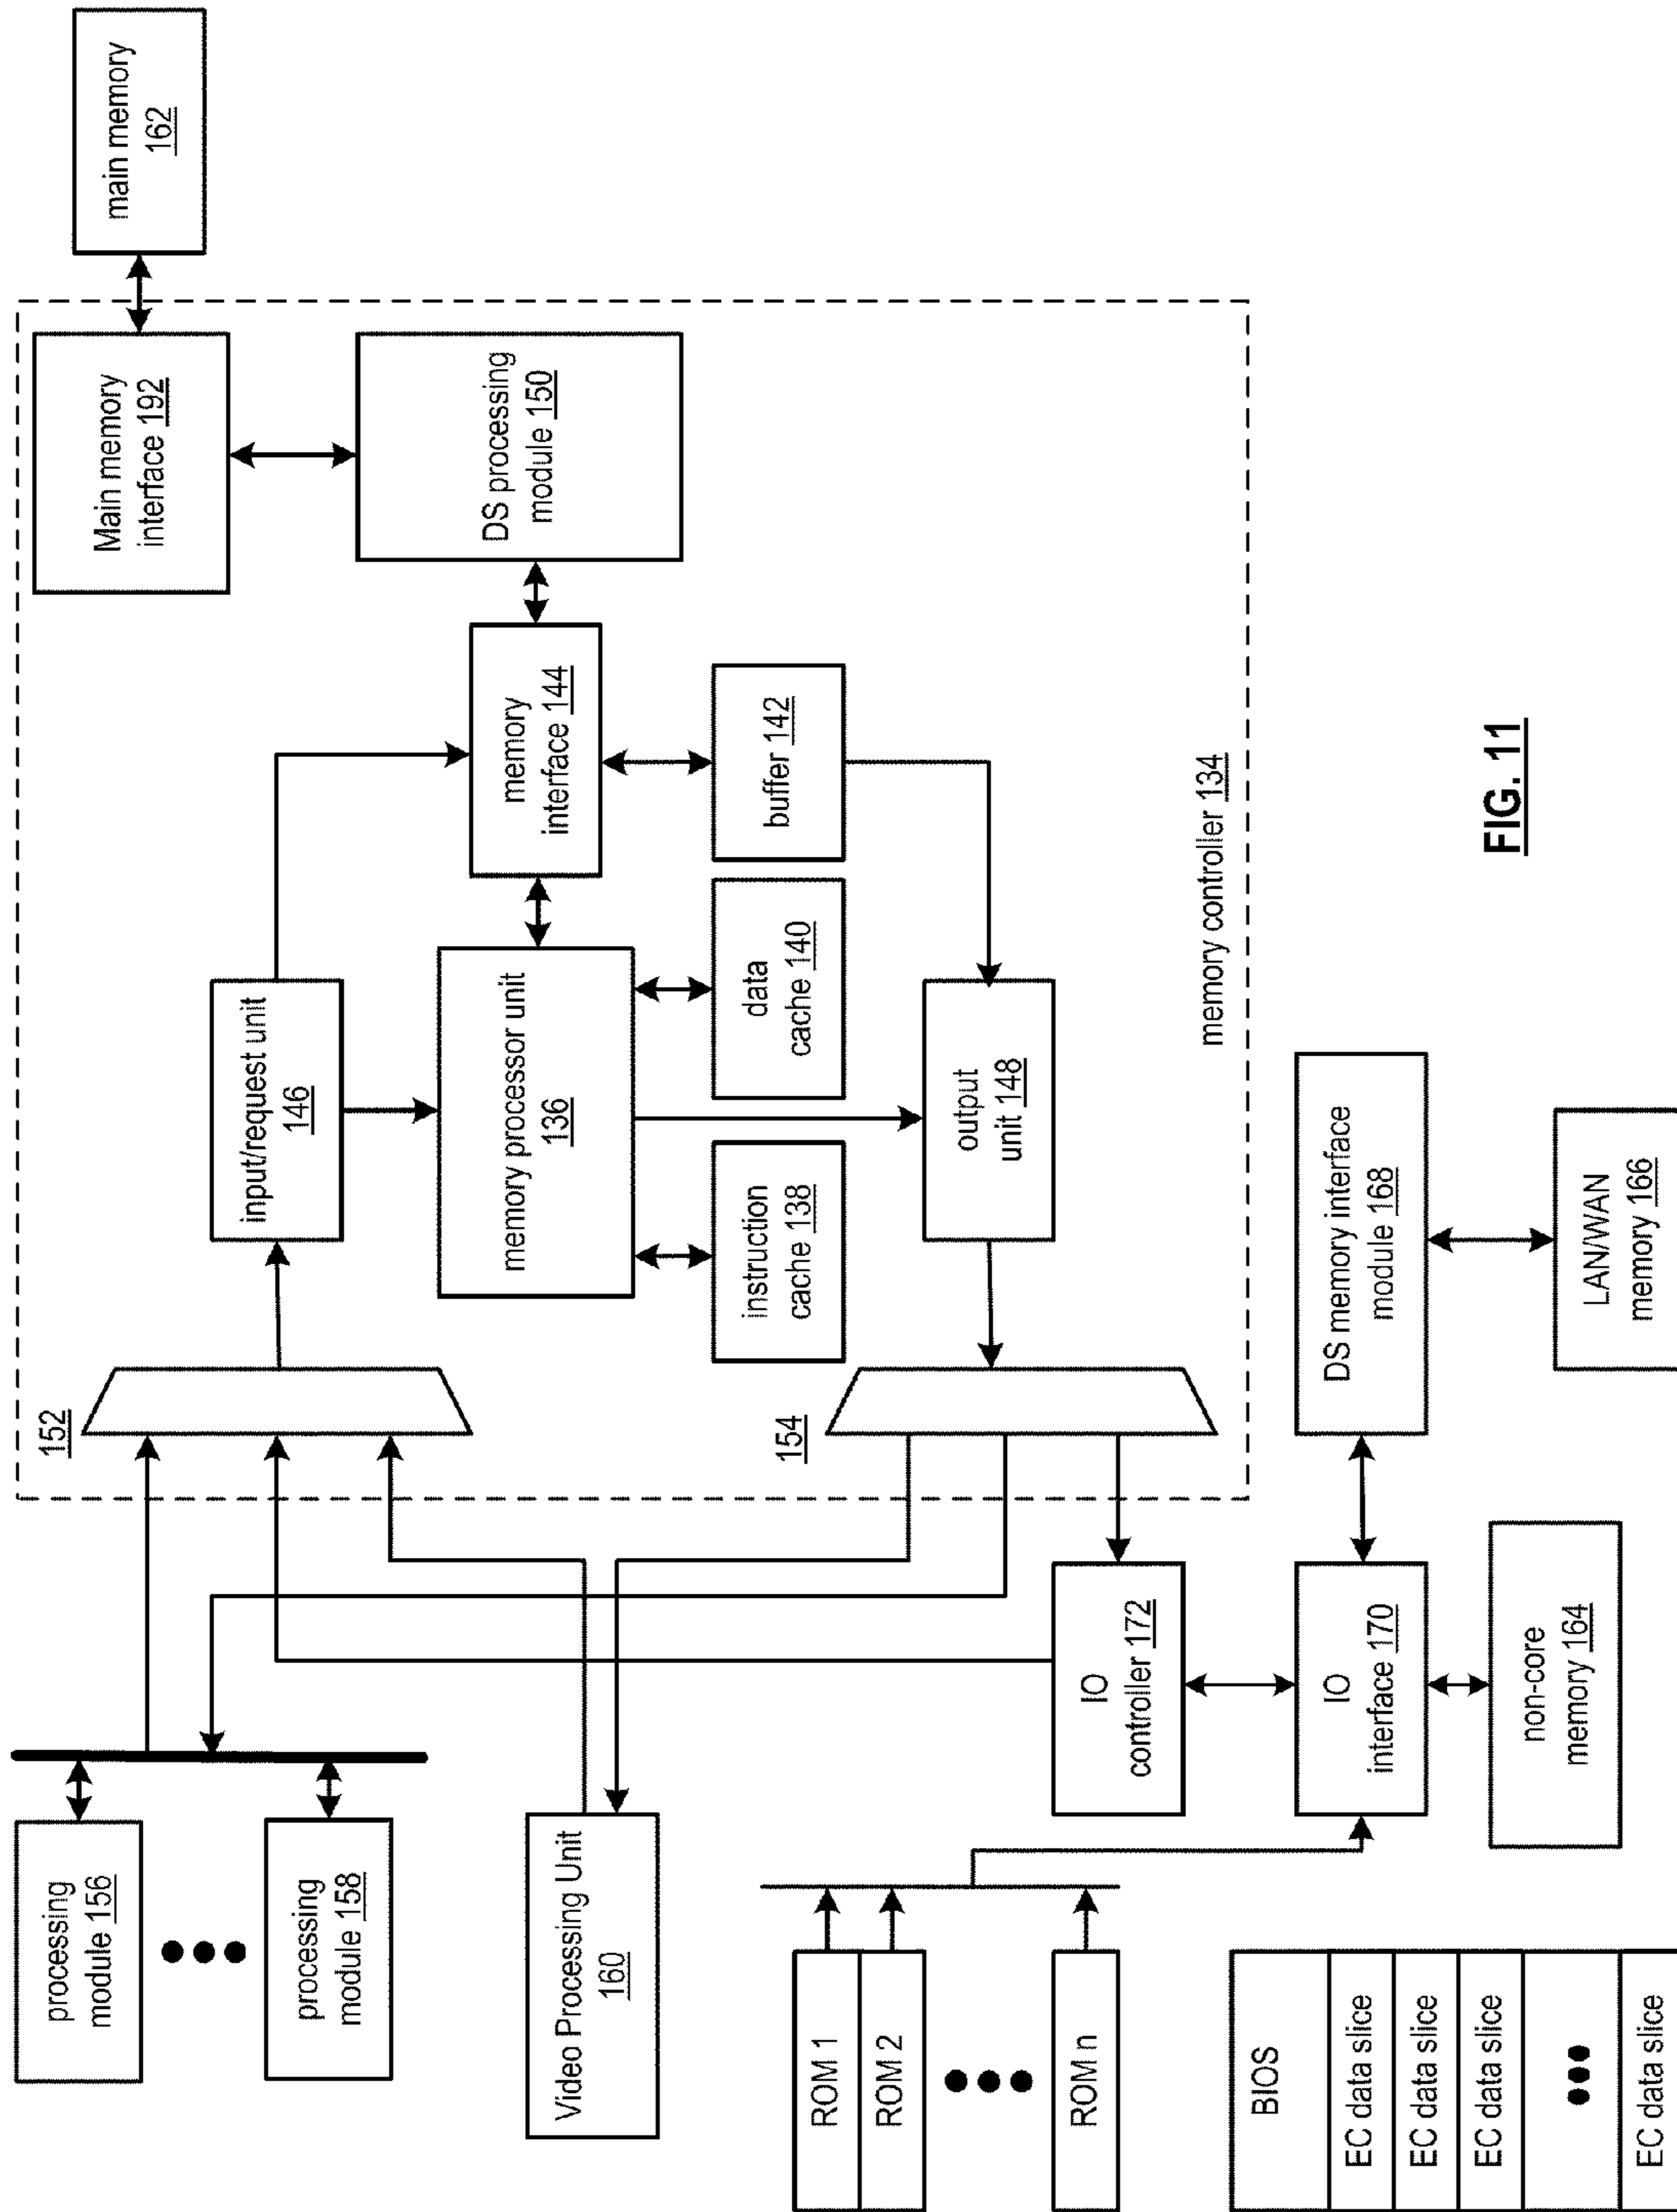 processing
module 156
processing
module 158
Video Processing Unit
160
ROM 1
ROM 2
ROM n
BIOS
EC data slice
EC data slice
EC data slice
EC data slice
152
154
IO
controller 172
IO
interface 170
non-core
memory 164
input/request unit
146
memory processor unit
136
instruction
cache 138
data
cache 140
output
unit 148
memory
interface 144
buffer 142
Main memory
interface 192
DS processing
module 150
main memory
162
memory controller 134
DS memory interface
module 168
LAN/WAN
memory 166
FIG. 11